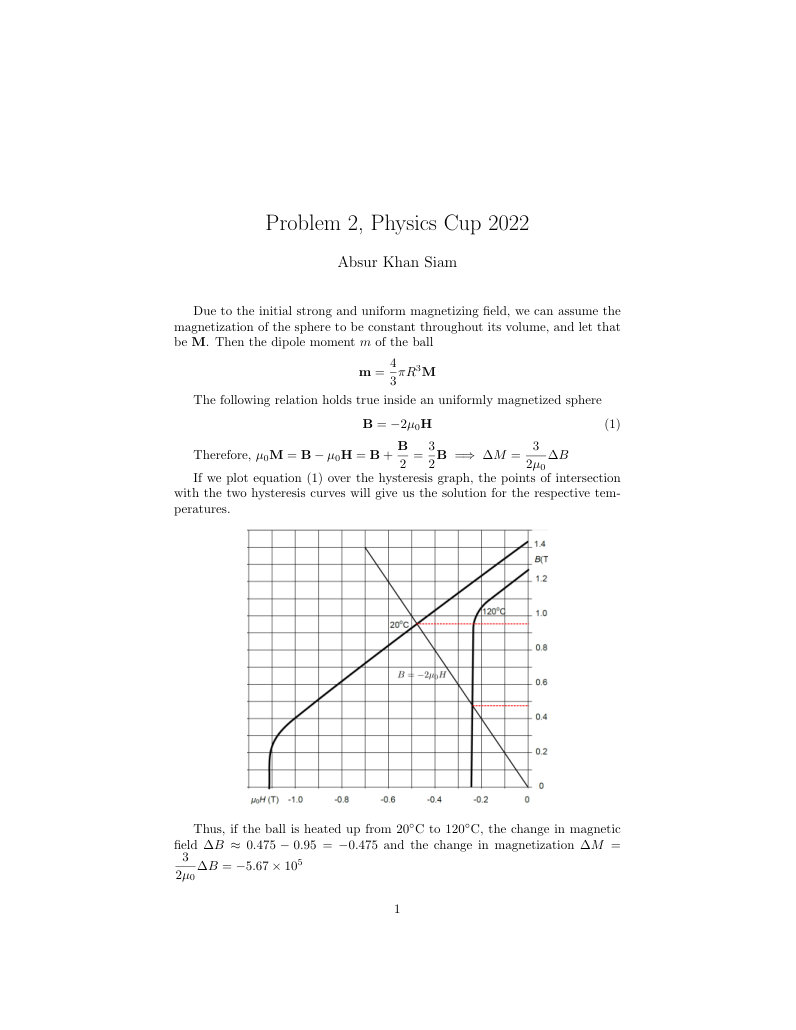 Problem 2, Physics Cup 2022
Absur Khan Siam
Due to the initial strong and uniform magnetizing field, we can assume the
magnetization of the sphere to be constant throughout its volume, and let that
be M. Then the dipole moment m of the ball
m = \frac{4}{3}πR³M
The following relation holds true inside an uniformly magnetized sphere
B = −2μ₀H (1)
Therefore, μ₀M = B − μ₀H = B + \frac{B}{2} = \frac{3}{2}B ⟹ ΔM = \frac{3}{2μ₀}ΔB
If we plot equation (1) over the hysteresis graph, the points of intersection
with the two hysteresis curves will give us the solution for the respective tem-
peratures.
1.4
B(T
1.2
120°C
1.0
20°C
0.8
B = −2μ₀H
0.6
0.4
0.2
0
μ₀H (T) -1.0 -0.8 -0.6 -0.4 -0.2 0
Thus, if the ball is heated up from 20°C to 120°C, the change in magnetic
field ΔB ≈ 0.475 − 0.95 = −0.475 and the change in magnetization ΔM =
\frac{3}{2μ₀}ΔB = −5.67 × 10⁵
1